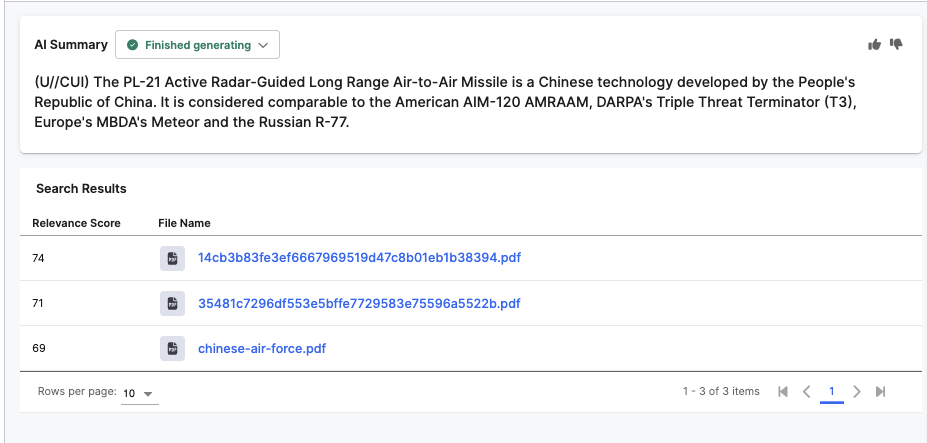 AI Summary Finished generating
(U//CUI) The PL-21 Active Radar-Guided Long Range Air-to-Air Missile is a Chinese technology developed by the People's
Republic of China. It is considered comparable to the American AIM-120 AMRAAM, DARPA's Triple Threat Terminator (T3),
Europe's MBDA's Meteor and the Russian R-77.
Search Results
Relevance Score File Name
74 PDF 14cb3b83fe3ef6667969519d47c8b01eb1b38394.pdf
71 PDF 35481c7296df553e5bffe7729583e75596a5522b.pdf
69 PDF chinese-air-force.pdf
Rows per page: 10 1 - 3 of 3 items 1